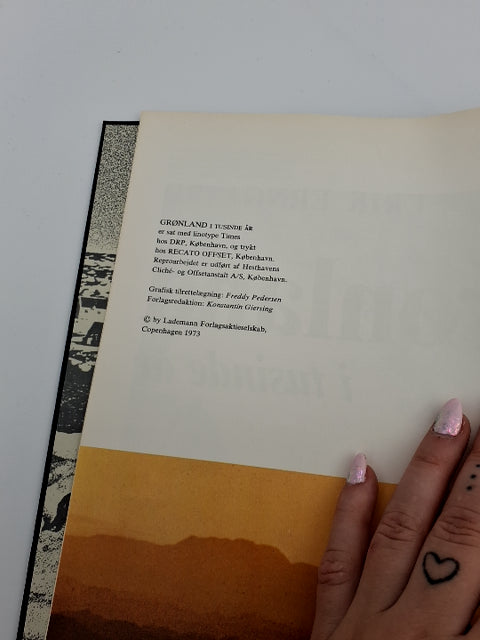 GRØNLAND I TUSINDE ÅR
er sat med linotype Times
hos DRP, København, og trykt
hos RECATO OFFSET, København.
Reproarbejdet er udført af Hesthavens
Cliché- og Offsetanstalt A/S, København.
Grafisk tilrettelægning: Freddy Pedersen
Forlagsredaktion: Konstantin Giersing
© by Lademann Forlagsaktieselskab,
Copenhagen 1973
i tusinde år